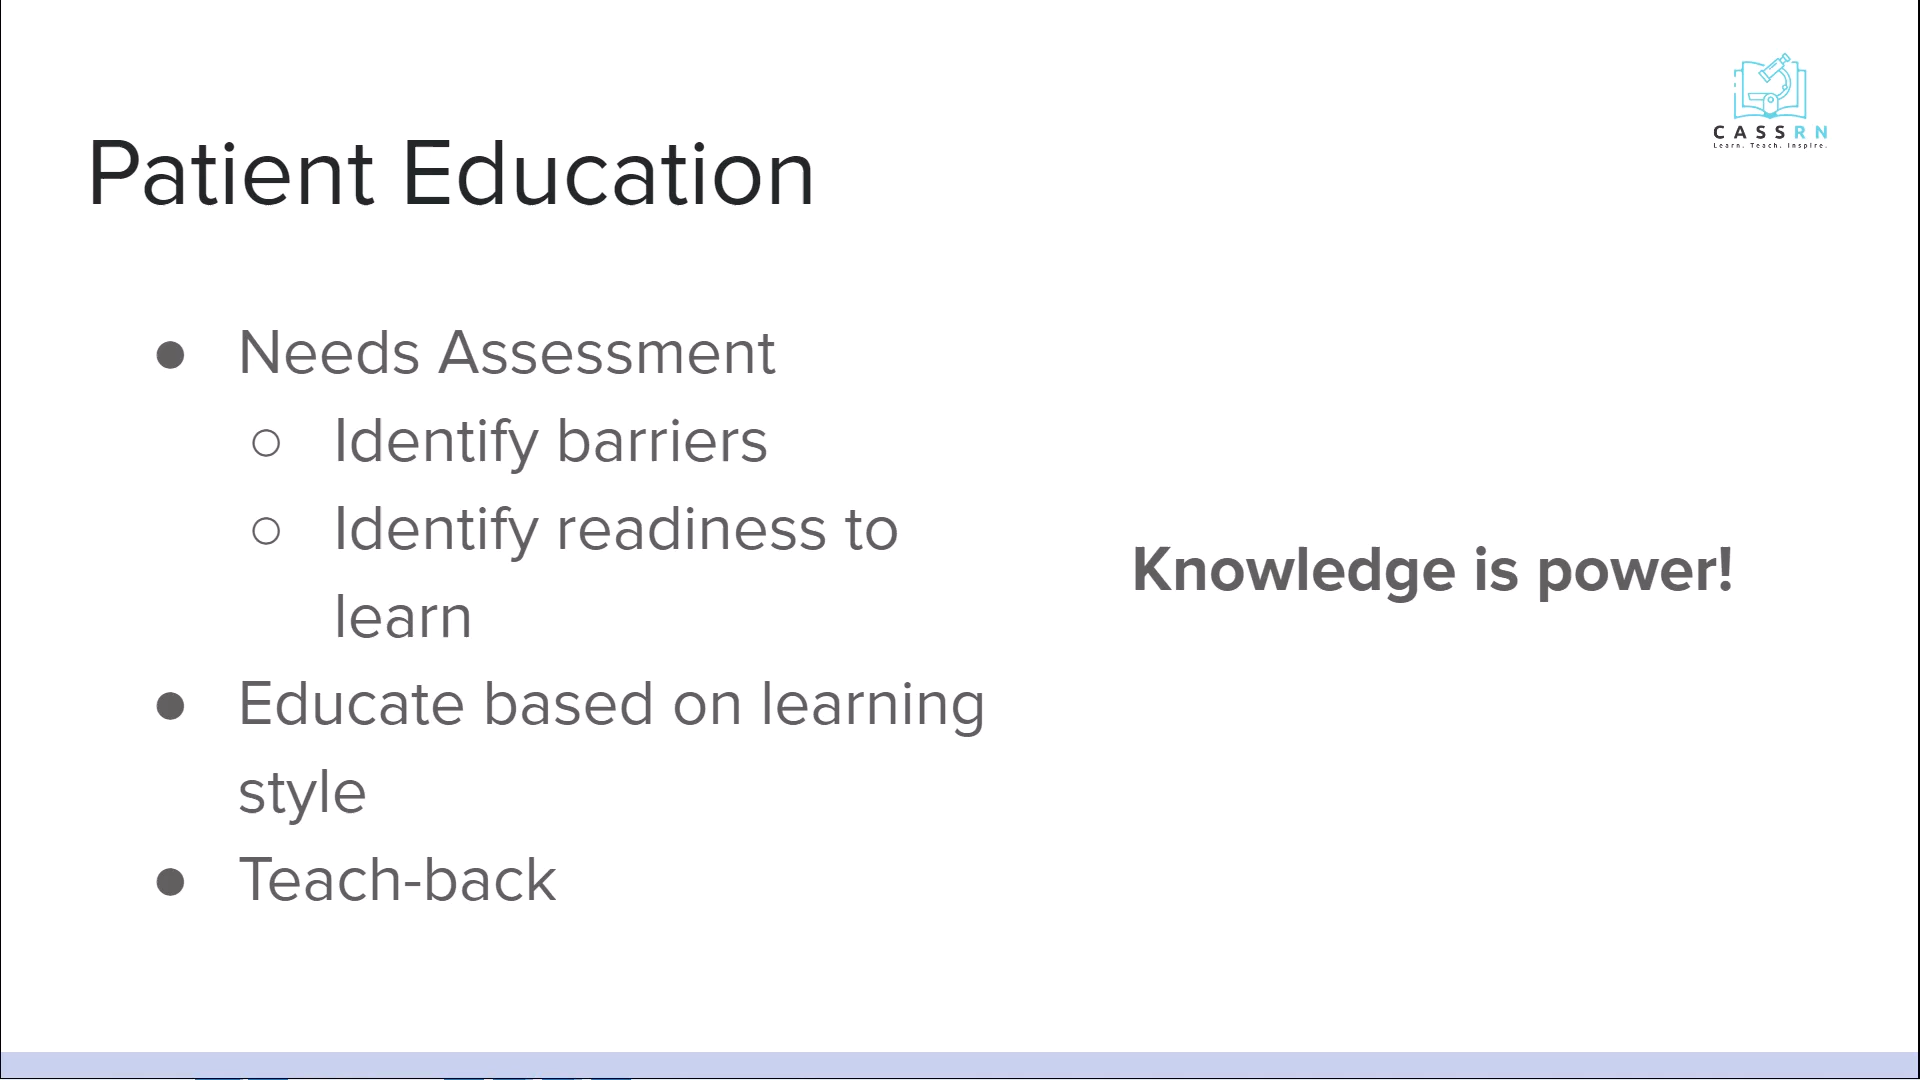 CASSRN
Learn. Teach. Inspire.
Patient Education
● Needs Assessment
○ Identify barriers
○ Identify readiness to
learn
● Educate based on learning
style
● Teach-back
Knowledge is power!